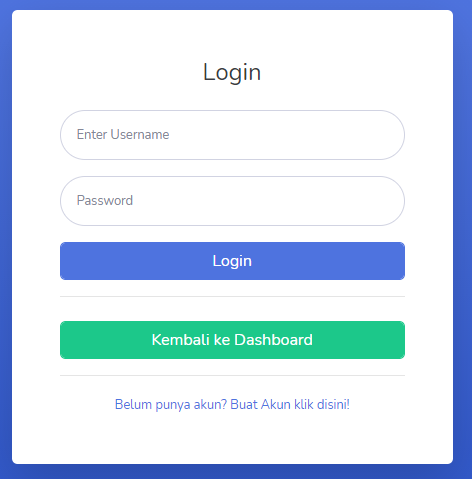 Login
Enter Username
Password
Login
Kembali ke Dashboard
Belum punya akun? Buat Akun klik disini!